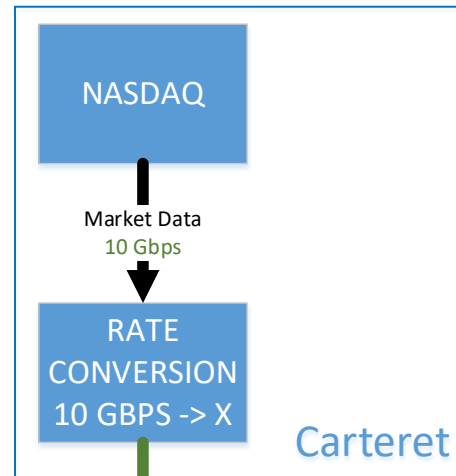 NASDAQ
Market Data
10 Gbps
RATE
CONVERSION
10 GBPS -> X
Carteret